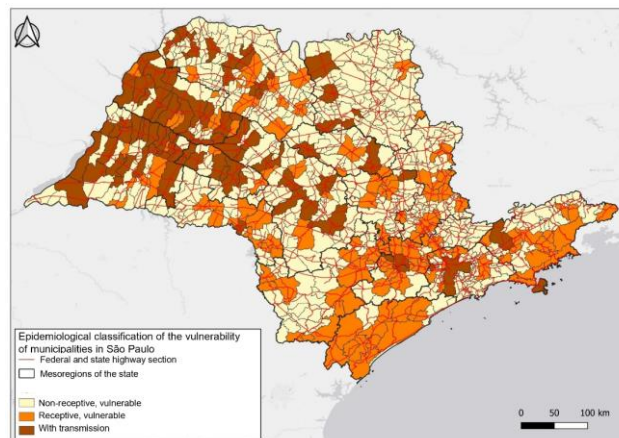 Epidemiological classification of the vulnerability
of municipalities in São Paulo
Federal and state highway section
Mesoregions of the state
Non-receptive, vulnerable
Receptive, vulnerable
With transmission
0 50 100 km